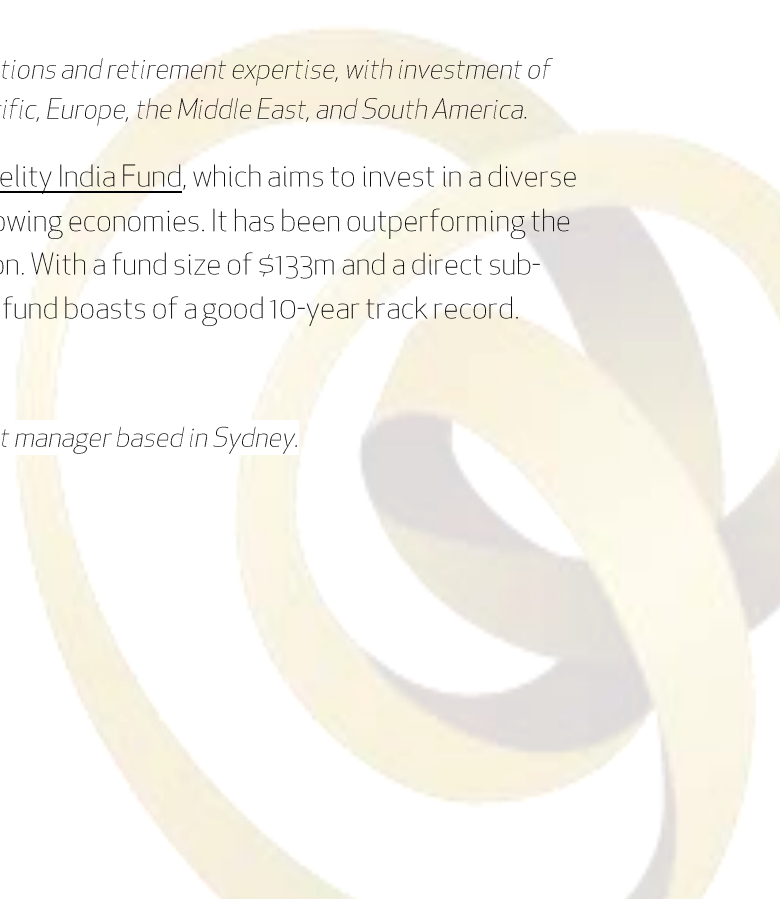 tions and retirement expertise, with investment of
ific, Europe, the Middle East, and South America.
elity India Fund, which aims to invest in a diverse
owing economies. It has been outperforming the
on. With a fund size of $133m and a direct sub-
fund boasts of a good 10-year track record.
t manager based in Sydney.